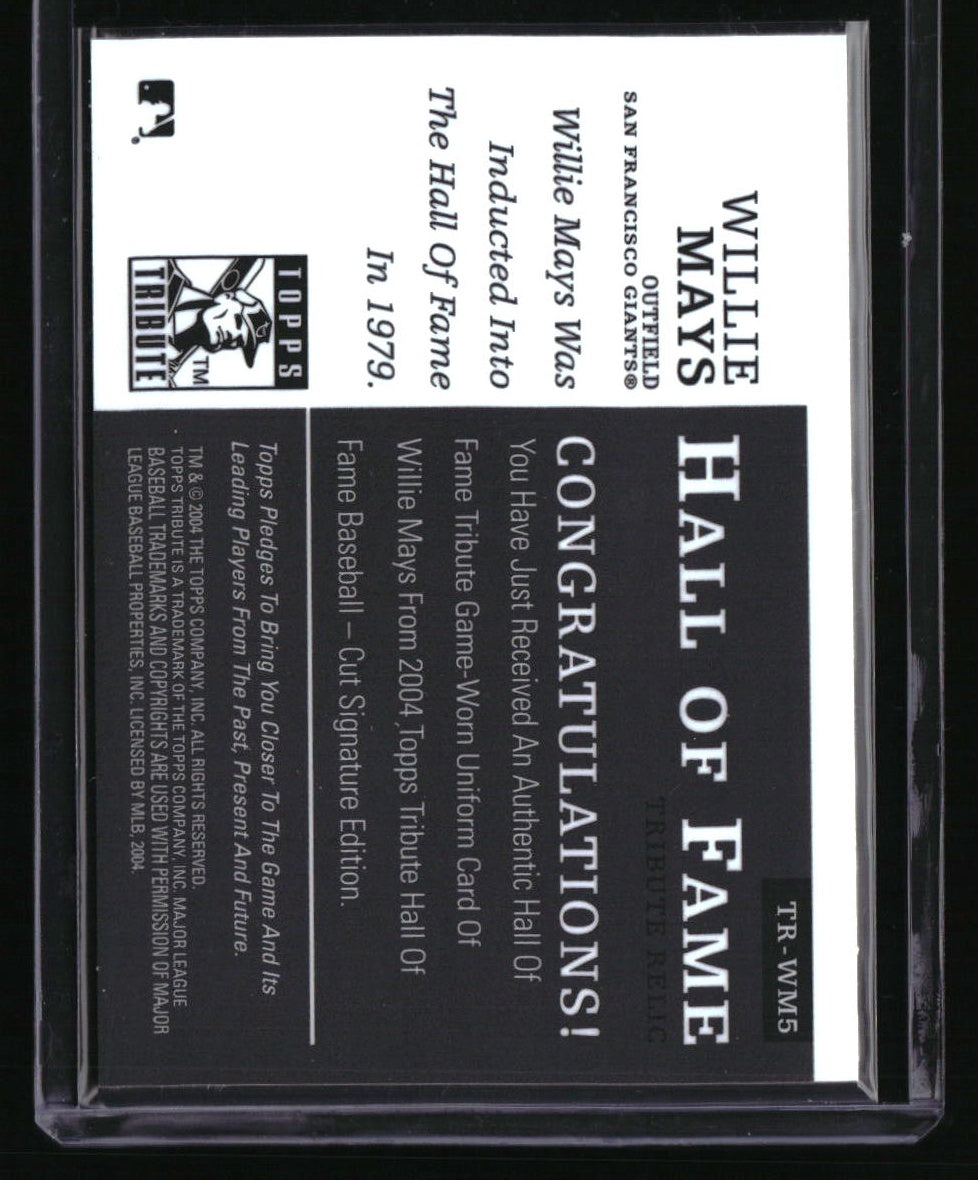 WILLIE
MAYS
OUTFIELD
SAN FRANCISCO GIANTS®
Willie Mays Was
Inducted Into
The Hall Of Fame
In 1979.
TOPPS
TRIBUTE
TM
TR-WM5
HALL OF FAME
TRIBUTE RELIC
CONGRATULATIONS!
You Have Just Received An Authentic Hall Of
Fame Tribute Game-Worn Uniform Card Of
Willie Mays From 2004 Topps Tribute Hall Of
Fame Baseball – Cut Signature Edition.
Topps Pledges To Bring You Closer To The Game And Its
Leading Players From The Past, Present And Future.
TM & © 2004 THE TOPPS COMPANY, INC. ALL RIGHTS RESERVED.
TOPPS TRIBUTE IS A TRADEMARK OF THE TOPPS COMPANY, INC. MAJOR LEAGUE
BASEBALL TRADEMARKS AND COPYRIGHTS ARE USED WITH PERMISSION OF MAJOR
LEAGUE BASEBALL PROPERTIES, INC. LICENSED BY MLB, 2004.